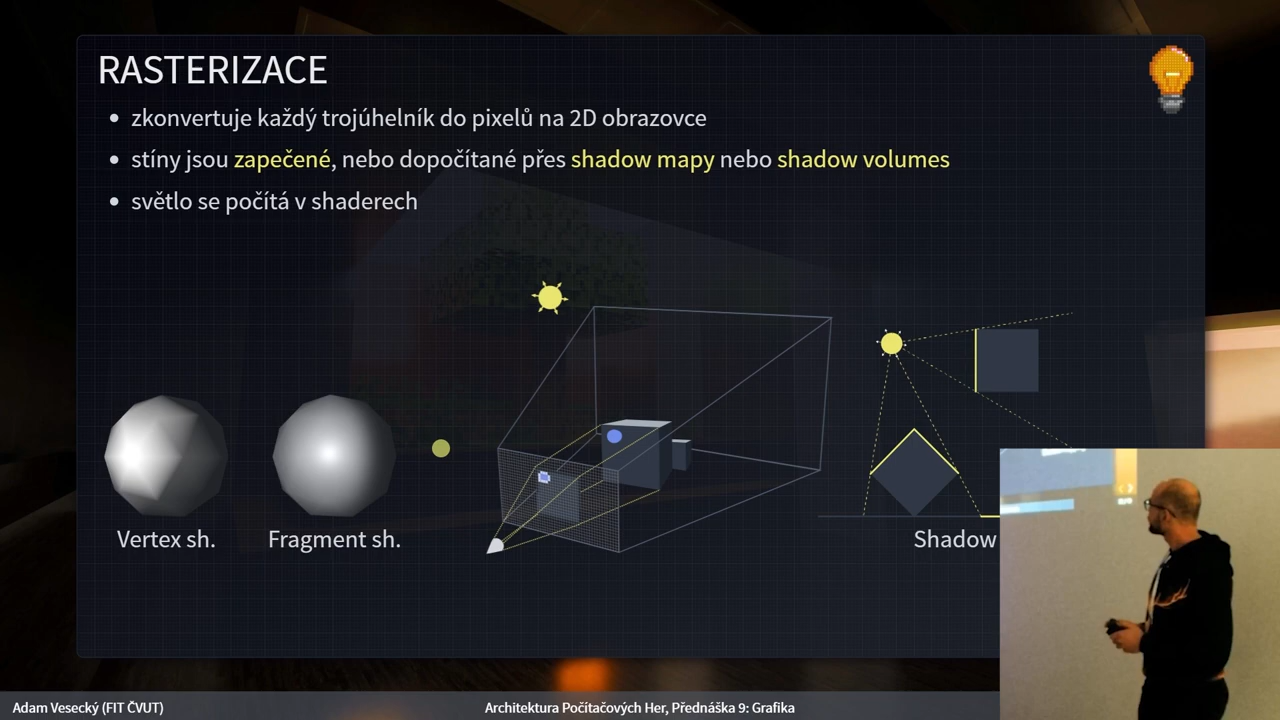 RASTERIZACE
zkonvertuje každý trojúhelník do pixelů na 2D obrazovce
stíny jsou zapečené, nebo dopočítané přes shadow mapy nebo shadow volumes
světlo se počítá v shaderech
Vertex sh.
Fragment sh.
Shadow
Adam Vesecký (FIT ČVUT)
Architektura Počítačových Her, Přednáška 9: Grafika